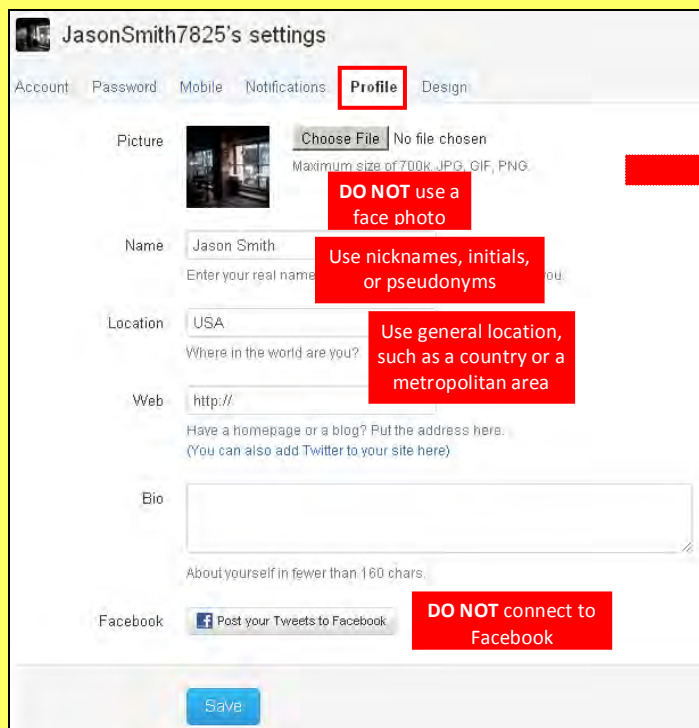 JasonSmith7825's settings
Account Password Mobile Notifications Profile Design
Picture
Choose File No file chosen
Maximum size of 700k. JPG, GIF, PNG.
DO NOT use a
face photo
Name
Jason Smith
Use nicknames, initials,
or pseudonyms
Enter your real name
you.
Location
USA
Use general location,
such as a country or a
metropolitan area
Where in the world are you?
Web
http://
Have a homepage or a blog? Put the address here.
(You can also add Twitter to your site here)
Bio
About yourself in fewer than 160 chars.
Facebook
f Post your Tweets to Facebook
DO NOT connect to
Facebook
Save